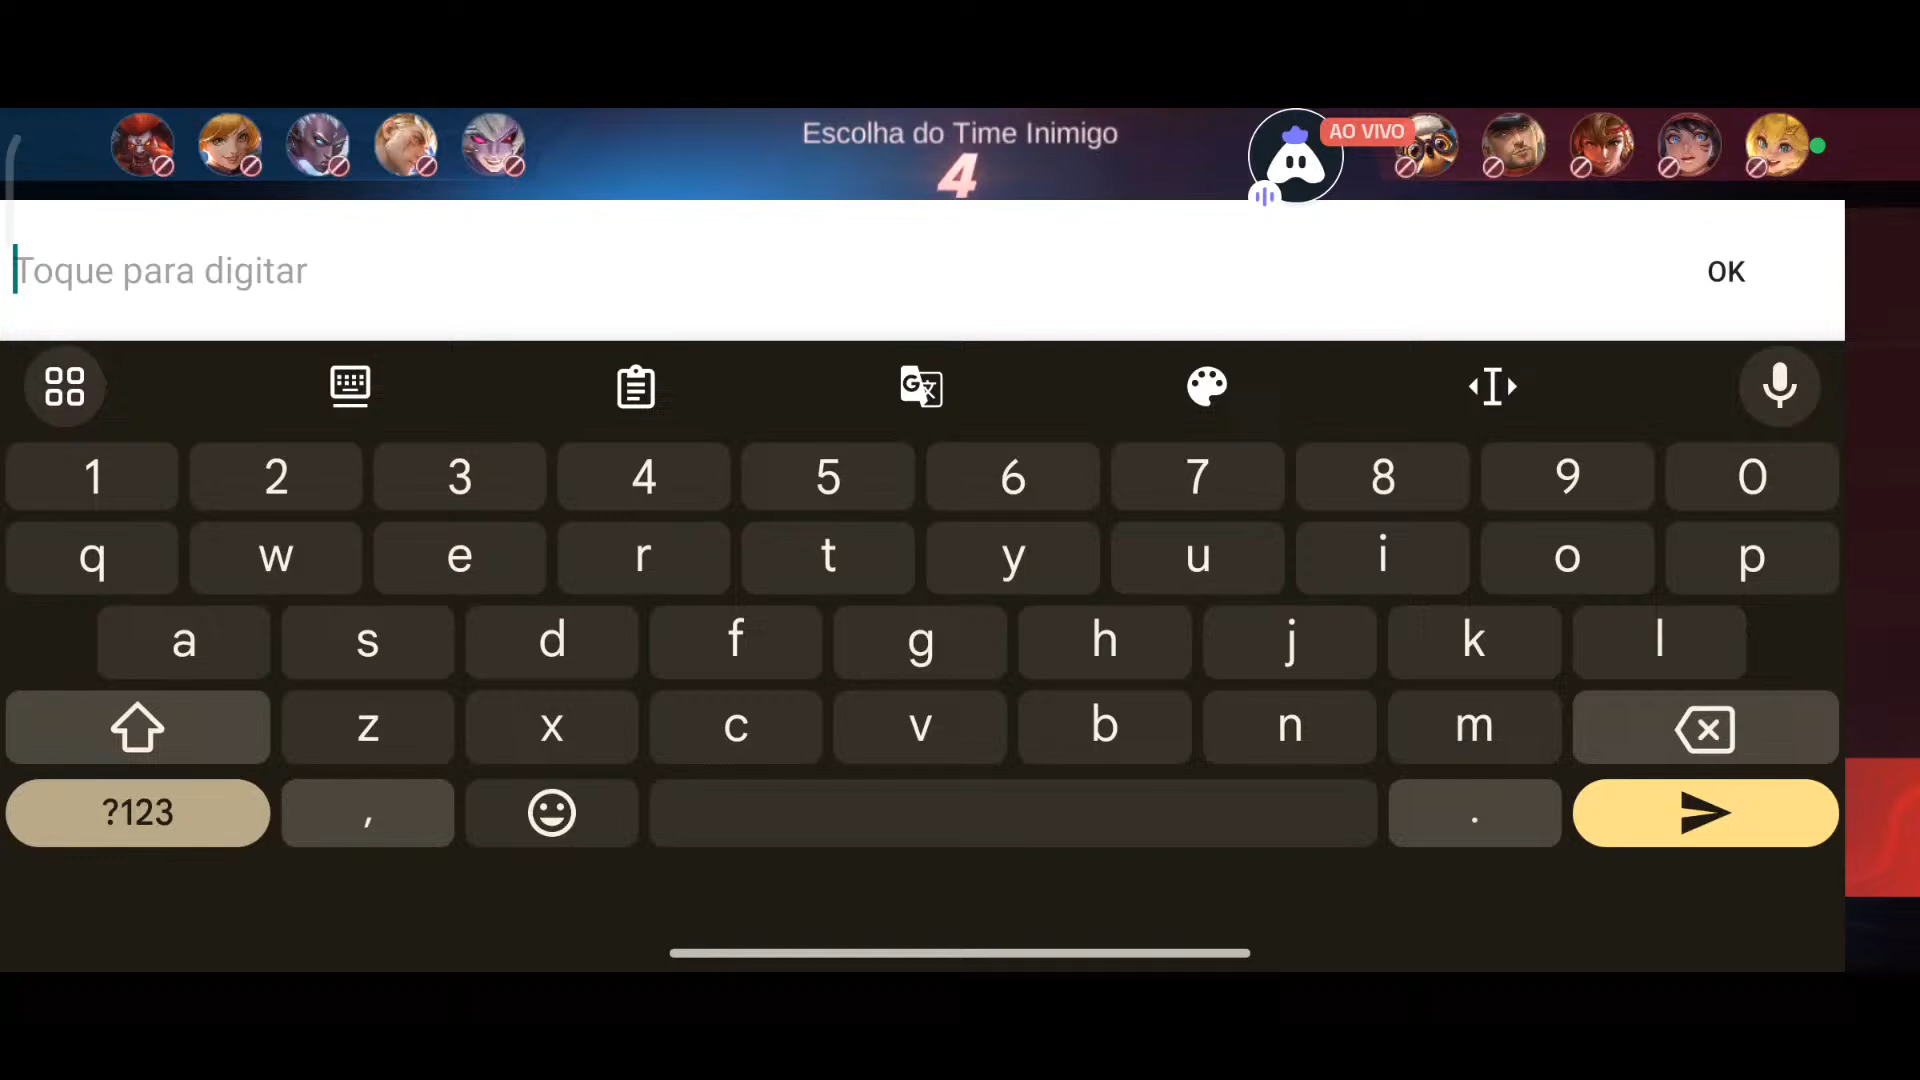 Escolha do Time Inimigo
4
AO VIVO
Toque para digitar
OK
1 2 3 4 5 6 7 8 9 0
q w e r t y u i o p
a s d f g h j k l
z x c v b n m
?123 , .